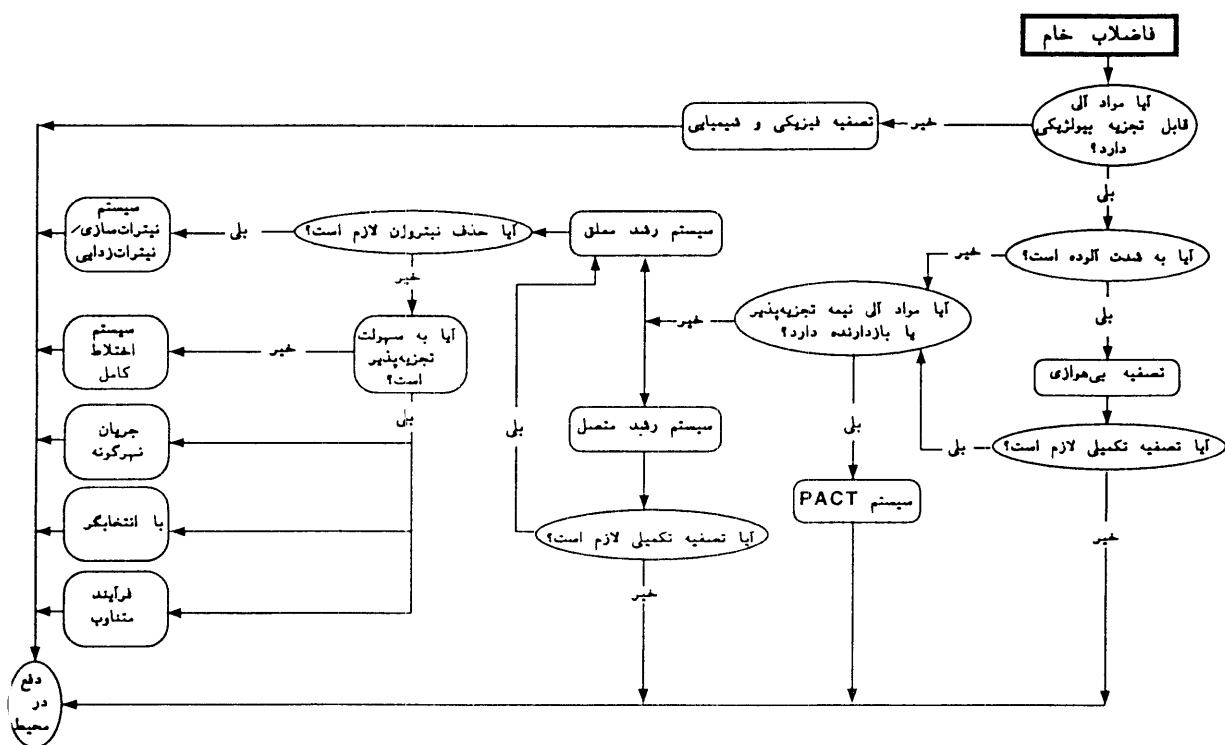 فاضلاب خام
آیا مواد آلی
قابل تجزیه بیولژیکی
دارد؟
خیر
تصفیه فیزیکی و شیمیایی
بلی
آیا به شدت آلوده است؟
خیر
بلی
تصفیه بی‌هوازی
آیا تصفیه تکمیلی لازم است؟
بلی
خیر
آیا مواد آلی نیمه تجزیه‌پذیر
یا بازدارنده دارد؟
خیر
بلی
سیستم PACT
سیستم رشد معلق
سیستم رشد متصل
آیا تصفیه تکمیلی لازم است؟
بلی
خیر
آیا حذف نیتروژن لازم است؟
بلی
خیر
سیستم
نیترات‌سازی/
نیترات‌زدایی
آیا به سهولت
تجزیه‌پذیر
است؟
خیر
بلی
سیستم
اختلاط
کامل
جریان
نهرگونه
با انتخابگر
فرآیند
متناوب
دفع
در
محیط